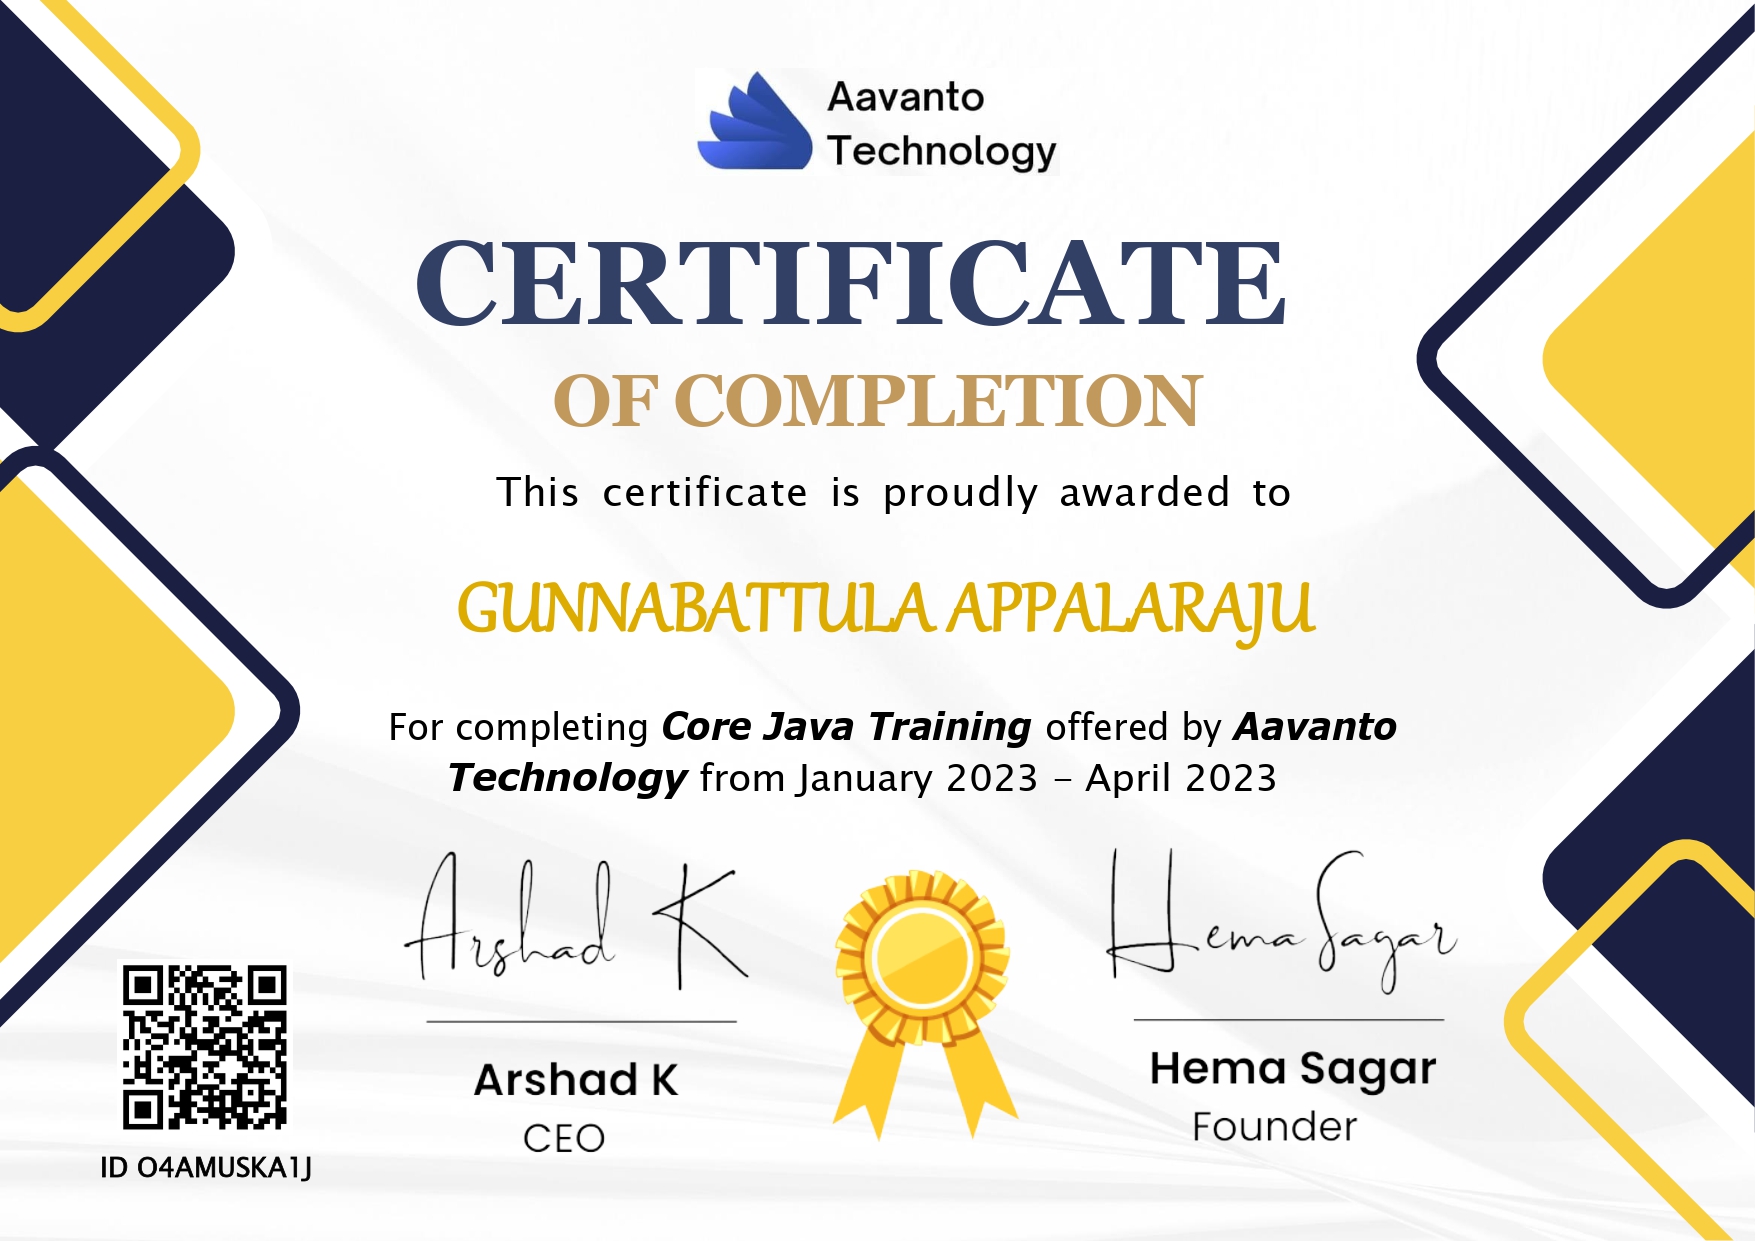 Aavanto
Technology
CERTIFICATE
OF COMPLETION
This certificate is proudly awarded to
GUNNABATTULA APPALARAJU
For completing Core Java Training offered by Aavanto
Technology from January 2023 – April 2023
Arshad K
Hema Sagar
Arshad K
CEO
Hema Sagar
Founder
ID O4AMUSKA1J